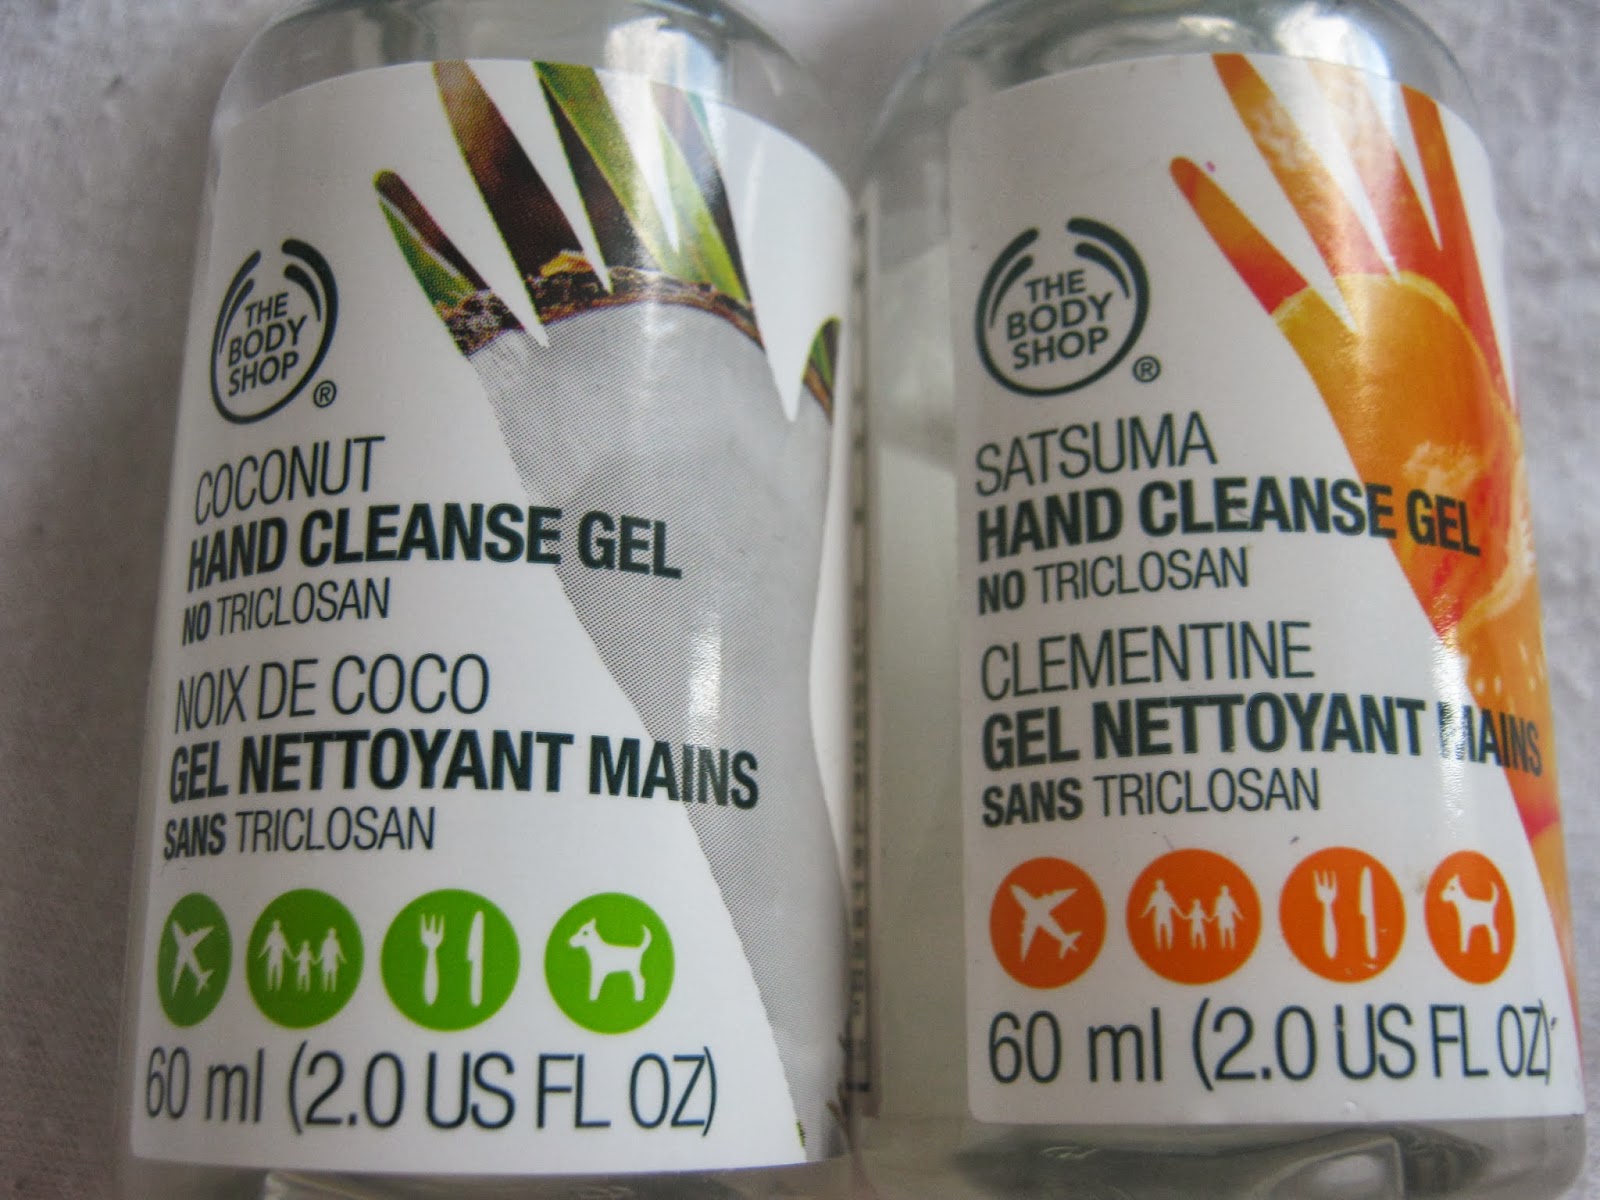 THE
BODY
SHOP
®
COCONUT
HAND CLEANSE GEL
NO TRICLOSAN
NOIX DE COCO
GEL NETTOYANT MAINS
SANS TRICLOSAN
60 ml (2.0 US FL OZ)
THE
BODY
SHOP
®
SATSUMA
HAND CLEANSE GEL
NO TRICLOSAN
CLEMENTINE
GEL NETTOYANT MAINS
SANS TRICLOSAN
60 ml (2.0 US FL OZ)